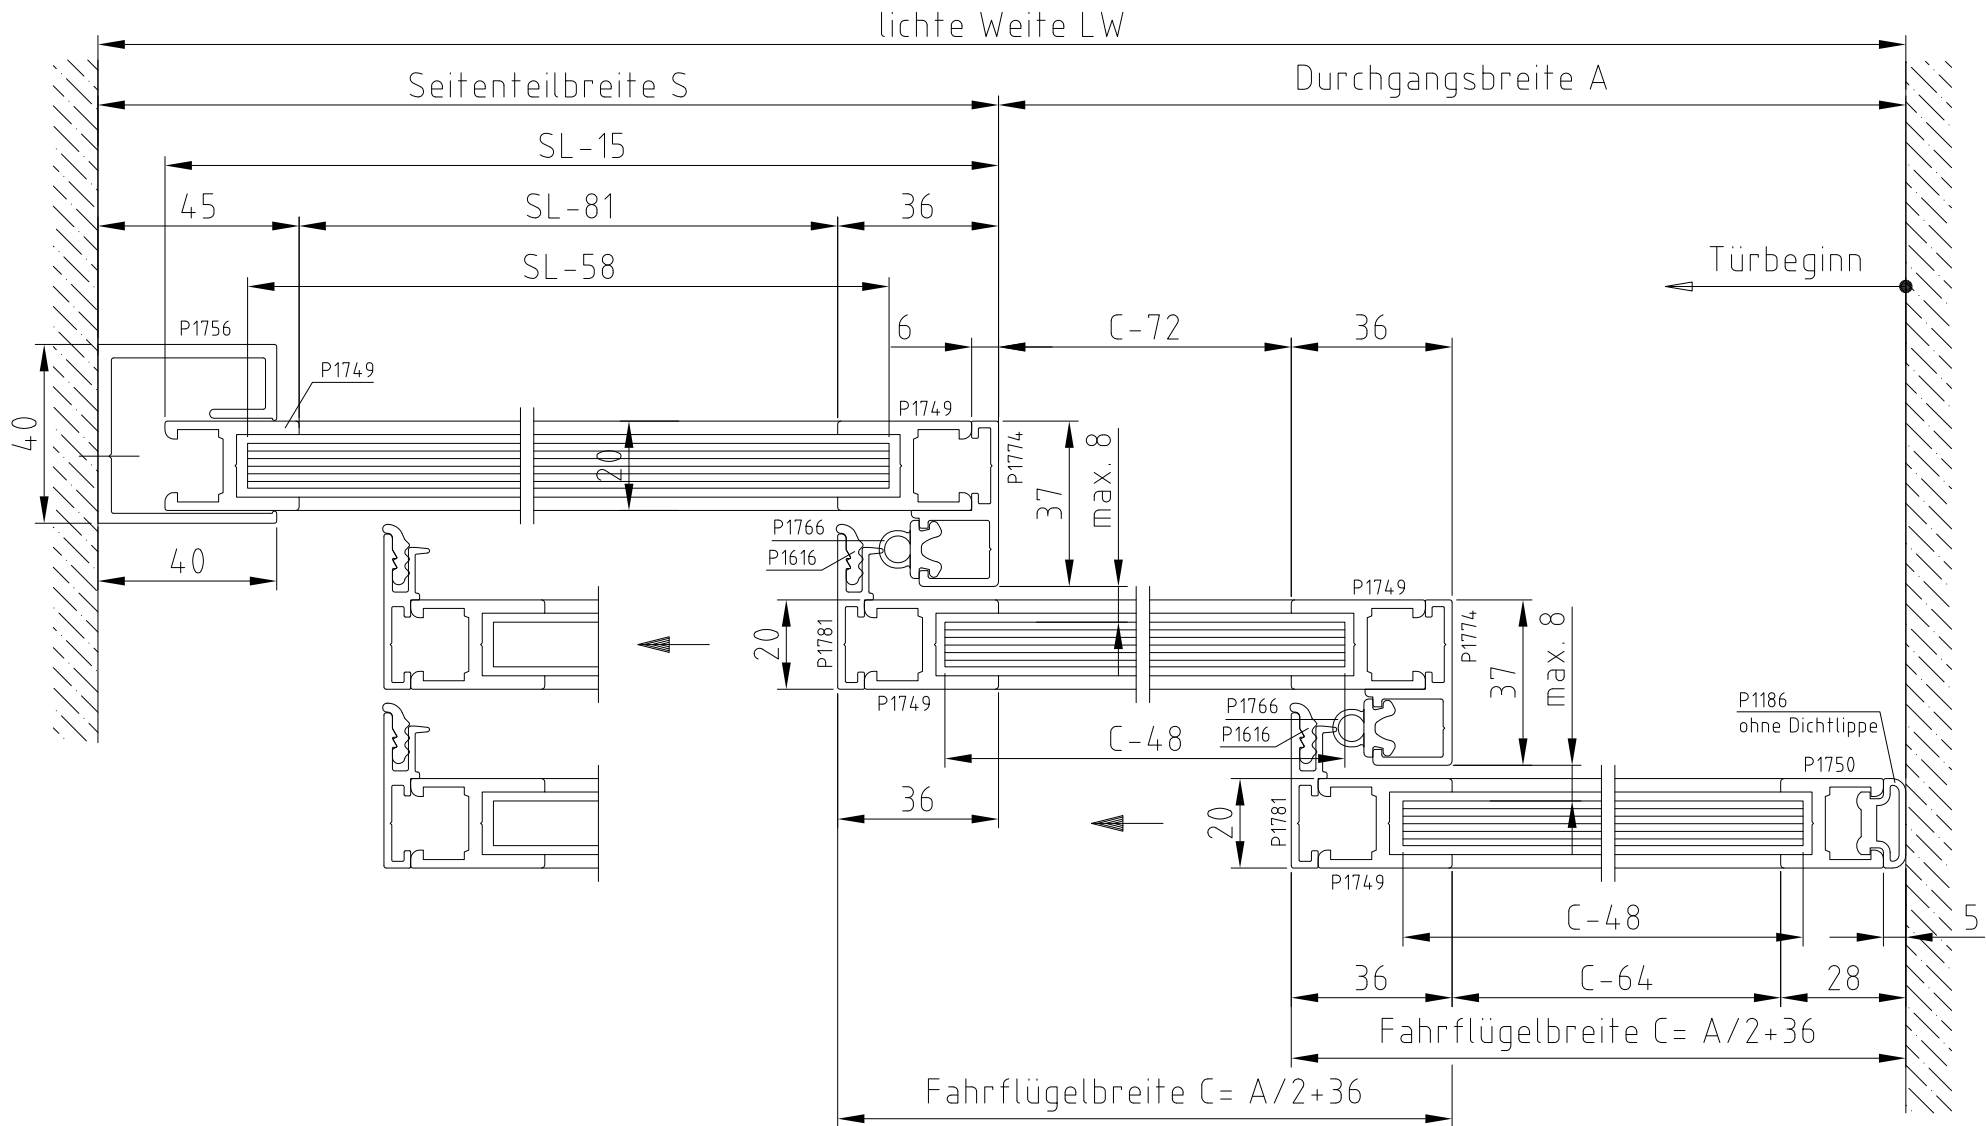 lichte Weite LW
Seitenteilbreite S
Durchgangsbreite A
SL-15
45
SL-81
36
SL-58
Türbeginn
P1756
6
C-72
36
P1749
40
P1749
P1774
20
37
max. 8
40
P1766
P1616
P1749
20
P1781
P1774
37
max. 8
P1749
P1766
P1616
C-48
P1186
ohne Dichtlippe
P1750
36
20
P1781
P1749
C-48
5
36
C-64
28
Fahrflügelbreite C= A/2+36
Fahrflügelbreite C= A/2+36